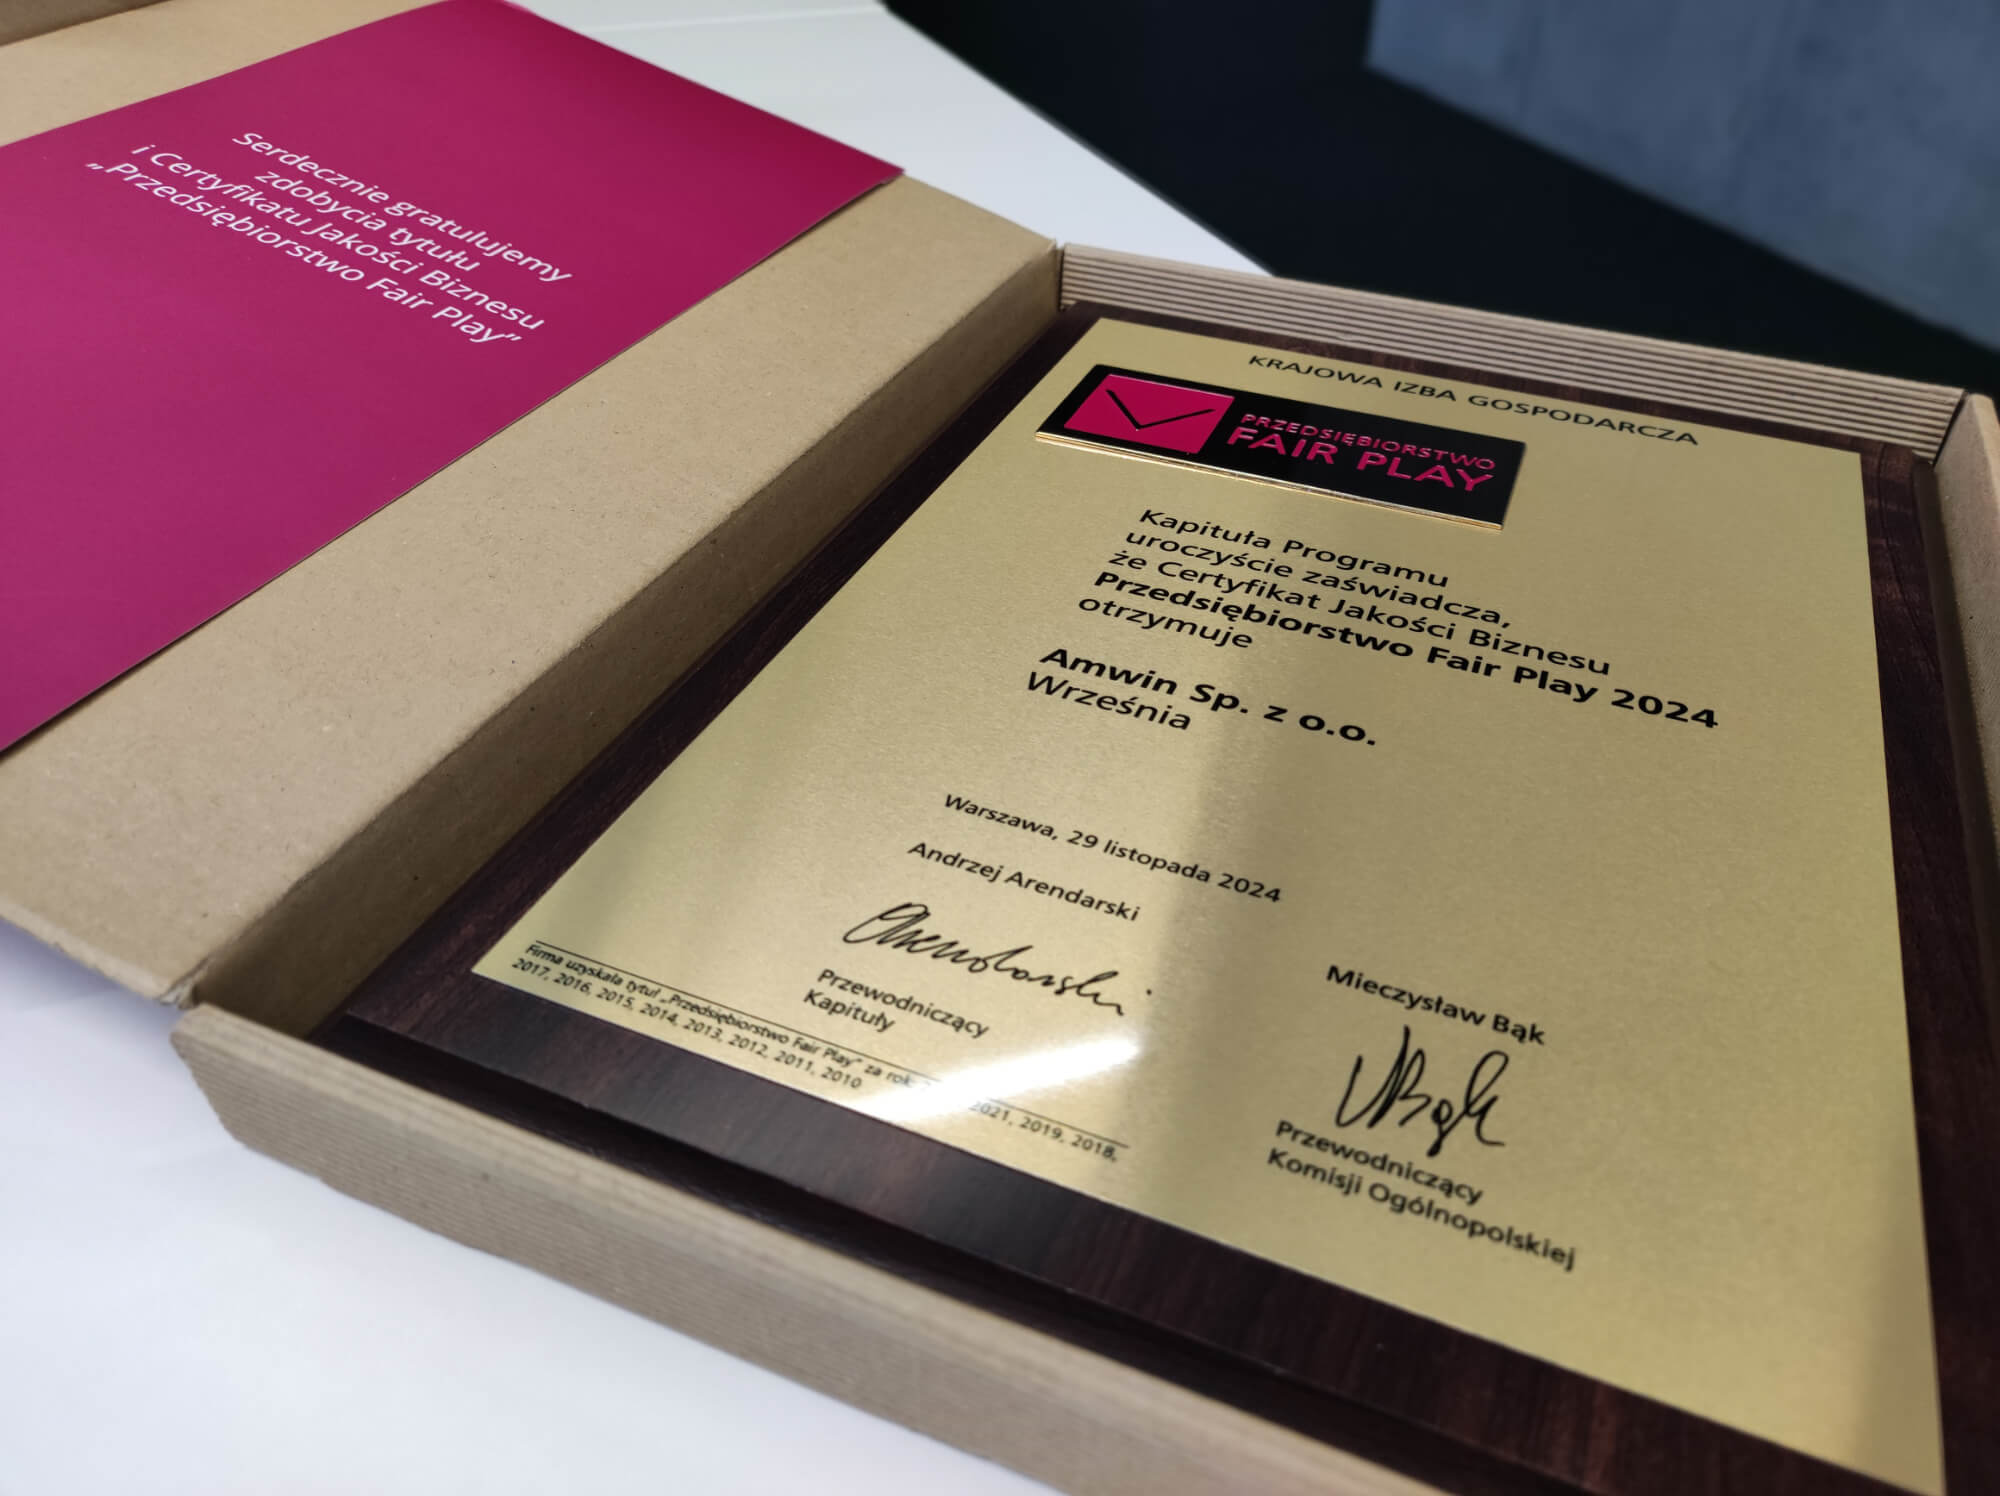 Serdecznie gratulujemy
zdobycia tytułu
i Certyfikatu Jakości Biznesu
„Przedsiębiorstwo Fair Play”
KRAJOWA IZBA GOSPODARCZA
PRZEDSIĘBIORSTWO
FAIR PLAY
Kapituła Programu
uroczyście zaświadcza,
że Certyfikat Jakości Biznesu
Przedsiębiorstwo Fair Play 2024
otrzymuje
Amwin Sp. z o.o.
Września
Warszawa, 29 listopada 2024
Andrzej Arendarski
Przewodniczący
Kapituły
Mieczysław Bąk
Przewodniczący
Komisji Ogólnopolskiej
Firma uzyskała tytuł „Przedsiębiorstwo Fair Play” za rok 2021, 2019, 2018,
2017, 2016, 2015, 2014, 2013, 2012, 2011, 2010